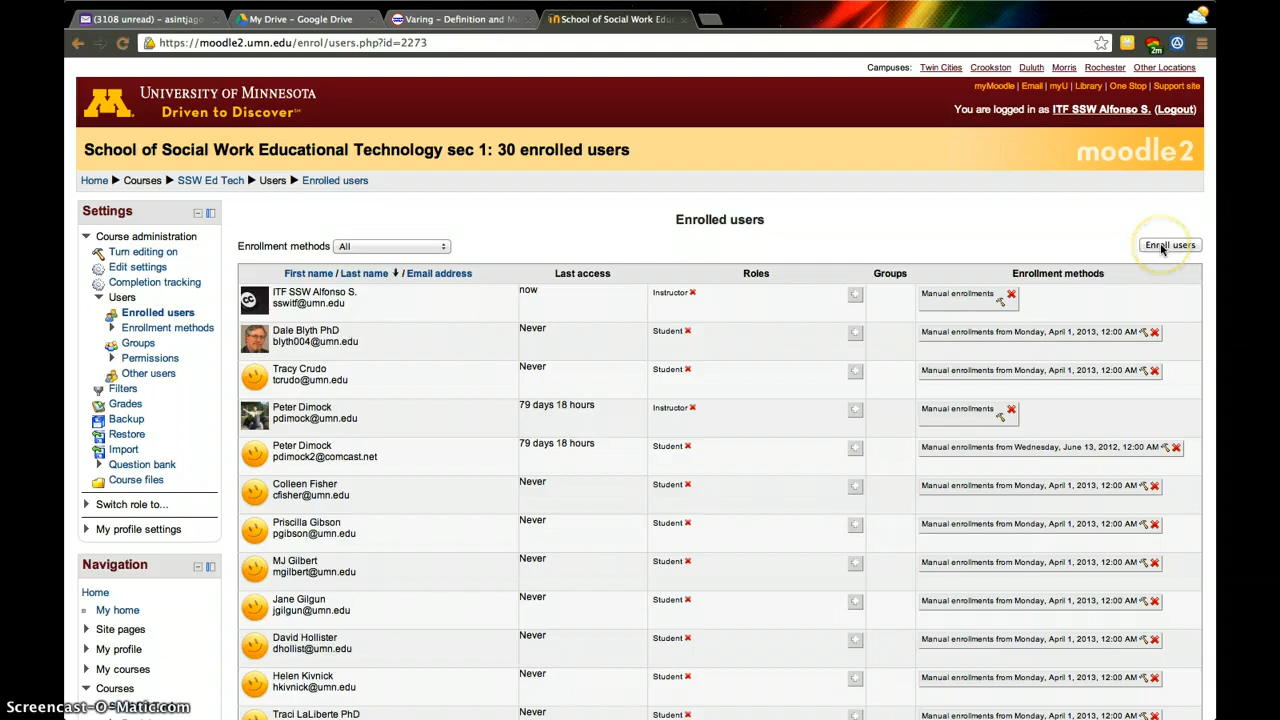 (3108 unread) – asintjago
My Drive – Google Drive
Varing – Definition and M
School of Social Work Edu
https://moodle2.umn.edu/enrol/users.php?id=2273
2m
Campuses: Twin Cities Crookston Duluth Morris Rochester Other Locations
UNIVERSITY OF MINNESOTA
Driven to Discover℠
myMoodle | Email | myU | Library | One Stop | Support site
You are logged in as ITF SSW Alfonso S. (Logout)
School of Social Work Educational Technology sec 1: 30 enrolled users
moodle2
Home ▶ Courses ▶ SSW Ed Tech ▶ Users ▶ Enrolled users
Settings
Course administration
Turn editing on
Edit settings
Completion tracking
Users
Enrolled users
Enrollment methods
Groups
Permissions
Other users
Filters
Grades
Backup
Restore
Import
Question bank
Course files
Switch role to...
My profile settings
Navigation
Home
My home
Site pages
My profile
My courses
Courses
Enrolled users
Enrollment methods All
Enroll users
First name / Last name ↓ / Email address Last access Roles Groups Enrollment methods
ITF SSW Alfonso S. now Instructor Manual enrollments
sswitf@umn.edu
Dale Blyth PhD Never Student Manual enrollments from Monday, April 1, 2013, 12:00 AM
blyth004@umn.edu
Tracy Crudo Never Student Manual enrollments from Monday, April 1, 2013, 12:00 AM
tcrudo@umn.edu
Peter Dimock 79 days 18 hours Instructor Manual enrollments
pdimock@umn.edu
Peter Dimock 79 days 18 hours Student Manual enrollments from Wednesday, June 13, 2012, 12:00 AM
pdimock2@comcast.net
Colleen Fisher Never Student Manual enrollments from Monday, April 1, 2013, 12:00 AM
cfisher@umn.edu
Priscilla Gibson Never Student Manual enrollments from Monday, April 1, 2013, 12:00 AM
pgibson@umn.edu
MJ Gilbert Never Student Manual enrollments from Monday, April 1, 2013, 12:00 AM
mgilbert@umn.edu
Jane Gilgun Never Student Manual enrollments from Monday, April 1, 2013, 12:00 AM
jgilgun@umn.edu
David Hollister Never Student Manual enrollments from Monday, April 1, 2013, 12:00 AM
dhollist@umn.edu
Helen Kivnick Never Student Manual enrollments from Monday, April 1, 2013, 12:00 AM
hkivnick@umn.edu
Traci LaLiberte PhD Never Student Manual enrollments from Monday, April 1, 2013, 12:00 AM
Screencast-O-Matic.com